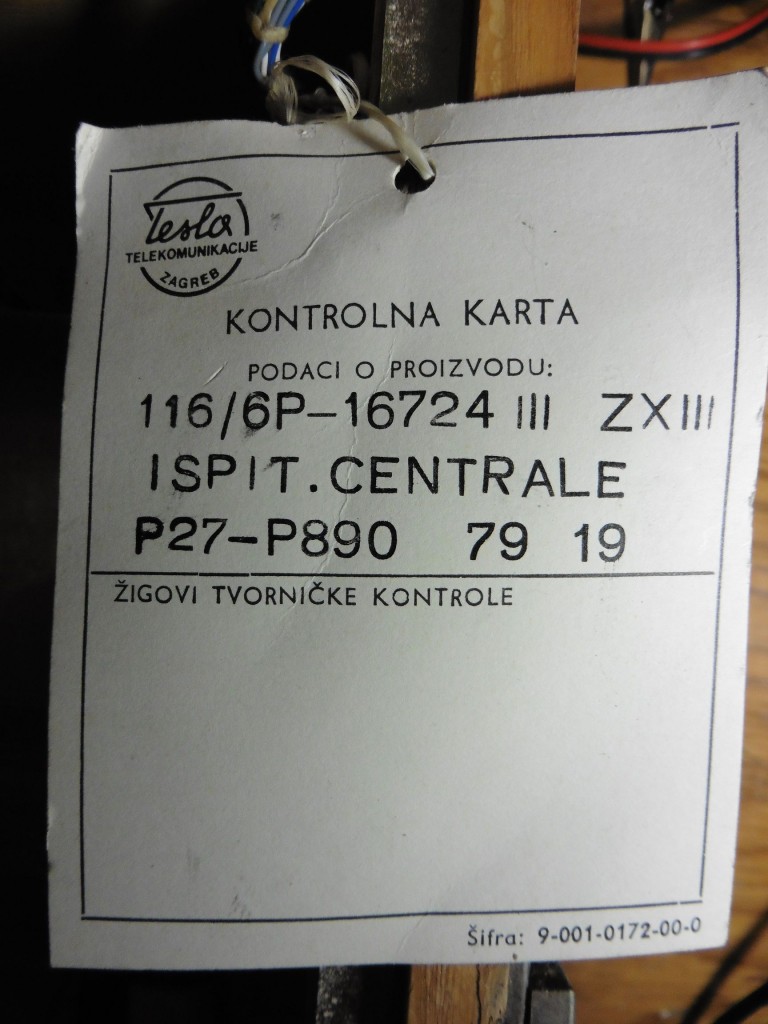 Tesla
TELEKOMUNIKACIJE
ZAGREB
KONTROLNA KARTA
PODACI O PROIZVODU:
116/6P-16724 III ZXIII
ISPIT.CENTRALE
P27-P890 79 19
ŽIGOVI TVORNIČKE KONTROLE
Šifra: 9-001-0172-00-0